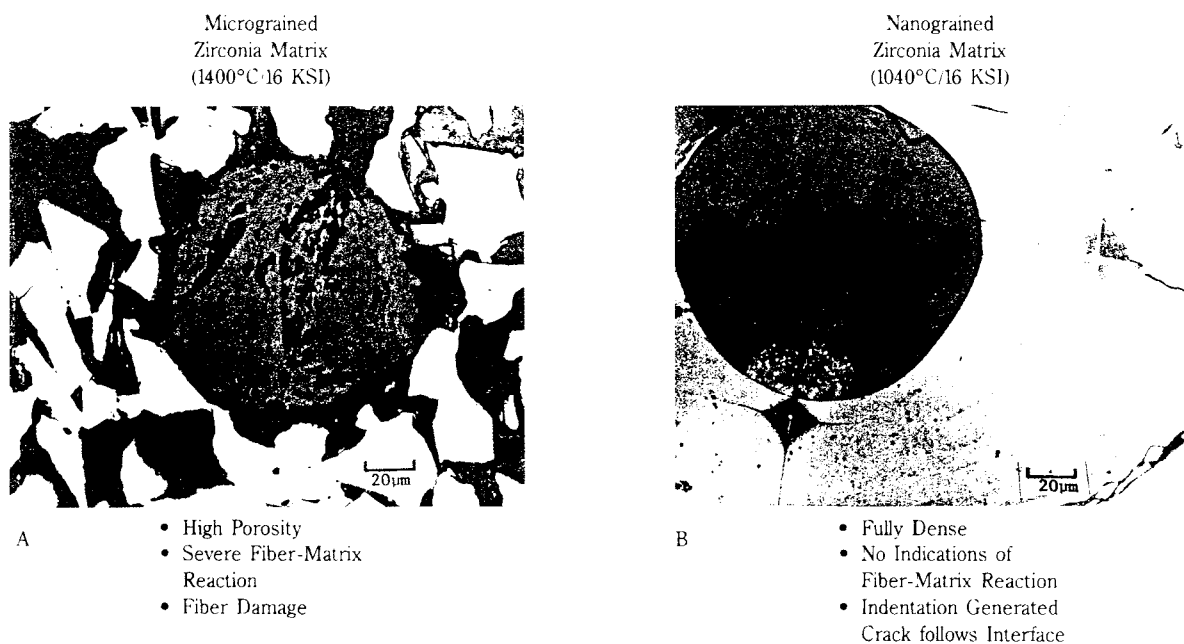 Micrograined
Zirconia Matrix
(1400°C/16 KSI)
Nanograined
Zirconia Matrix
(1040°C/16 KSI)
20µm
20µm
A
• High Porosity
• Severe Fiber-Matrix
Reaction
• Fiber Damage
B
• Fully Dense
• No Indications of
Fiber-Matrix Reaction
• Indentation Generated
Crack follows Interface